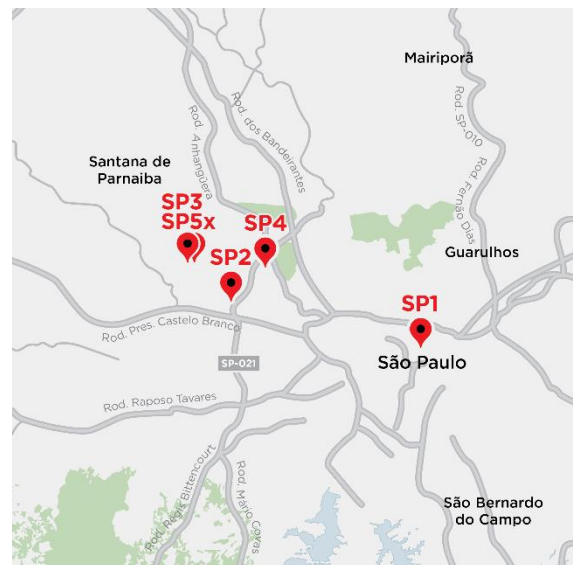 Mairiporã
Rod. SP-010
Rod. Anhangüera
Rod. dos Bandeirantes
Santana de
Parnaiba
Rod. Fernão Dias
SP3
SP5x
SP4
SP2
Guarulhos
SP1
Rod. Pres. Castelo Branco
São Paulo
SP-021
Rod. Raposo Tavares
Rod. Régis Bittencourt
Rod. Mário Covas
São Bernardo
do Campo